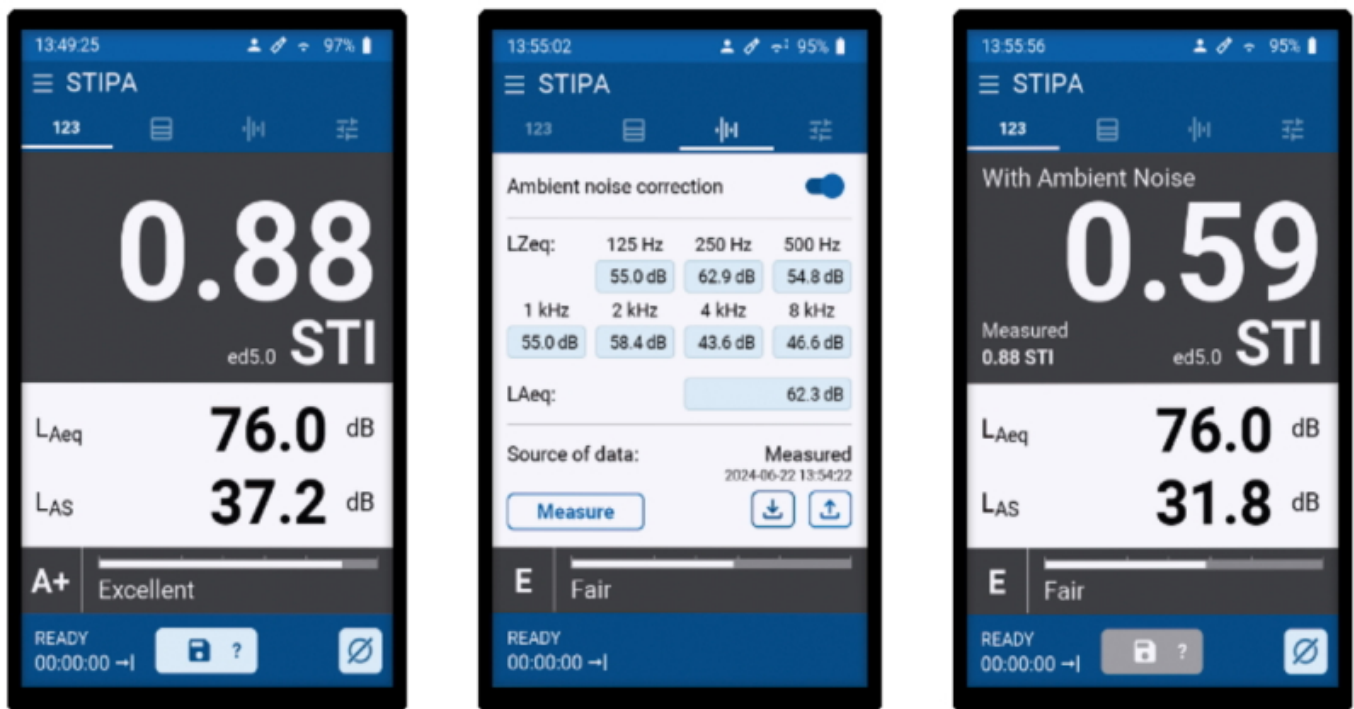 13:49:25 97%
STIPA
123
0.88
ed5.0 STI
LAeq 76.0 dB
LAS 37.2 dB
A+ Excellent
READY
00:00:00 ?
13:55:02 95%
STIPA
123
Ambient noise correction
LZeq: 125 Hz 250 Hz 500 Hz
55.0 dB 62.9 dB 54.8 dB
1 kHz 2 kHz 4 kHz 8 kHz
55.0 dB 58.4 dB 43.6 dB 46.6 dB
LAeq: 62.3 dB
Source of data: Measured
2024-06-22 13:54:22
Measure
E Fair
READY
00:00:00
13:55:56 95%
STIPA
123
With Ambient Noise
0.59
Measured
0.88 STI ed5.0 STI
LAeq 76.0 dB
LAS 31.8 dB
E Fair
READY
00:00:00 ?